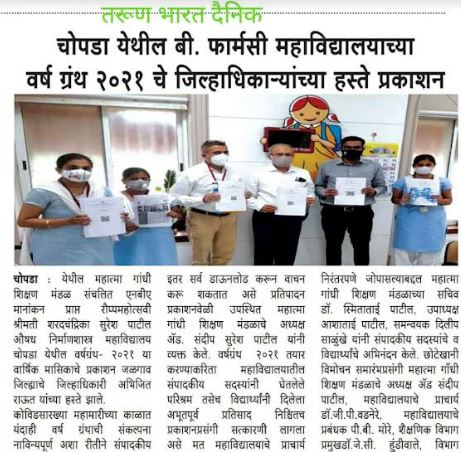 तरूण भारत दैनिक
चोपडा येथील बी. फार्मसी महाविद्यालयाच्या
वर्ष ग्रंथ २०२१ चे जिल्हाधिकाऱ्यांच्या हस्ते प्रकाशन
चोपडा : येथील महात्मा गांधी
शिक्षण मंडळ संचलित एनबीए
मानांकन प्राप्त रौप्यमहोत्सवी
श्रीमती शरदचंद्रिका सुरेश पाटील
औषध निर्माणशास्त्र महाविद्यालय
चोपडा येथील वर्षग्रंथ- २०२१ या
वार्षिक मासिकाचे प्रकाशन जळगाव
जिल्ह्याचे जिल्हाधिकारी अभिजित
राऊत यांच्या हस्ते झाले.
कोविडसारख्या महामारीच्या काळात
यंदाही वर्ष ग्रंथाची संकल्पना
नाविन्यपूर्ण अशा रीतीने संपादकीय
इतर सर्व डाऊनलोड करून वाचन
करू शकतात असे प्रतिपादन
प्रकाशनवेळी उपस्थित महात्मा
गांधी शिक्षण मंडळाचे अध्यक्ष
अ‍ॅड. संदीप सुरेश पाटील यांनी
व्यक्त केले. वर्षग्रंथ २०२१ तयार
करण्याकरिता महाविद्यालयातील
संपादकीय सदस्यांनी घेतलेले
परिश्रम तसेच विद्यार्थ्यांनी दिलेला
अभूतपूर्व प्रतिसाद निश्चितच
प्रकाशनप्रसंगी सत्कारणी लागला
असे मत महाविद्यालयाचे प्राचार्य
निरंतरपणे जोपासल्याबद्दल महात्मा
गांधी शिक्षण मंडळाच्या सचिव
डॉ. स्मिताताई पाटील, उपाध्यक्ष
आशाताई पाटील, समन्वयक दिलीप
साळुंखे यांनी संपादकीय सदस्यांचे व
विद्यार्थ्यांचे अभिनंदन केले. छोटेखानी
विमोचन समारंभप्रसंगी महात्मा गांधी
शिक्षण मंडळाचे अध्यक्ष अ‍ॅड संदीप
पाटील, महाविद्यालयाचे प्राचार्य
डॉ.जी.पी.वडनेरे, महाविद्यालयाचे
प्रबंधक पी.बी. मोरे, शैक्षणिक विभाग
प्रमुखडॉ.जे.सी. हुंडीवाले, विभाग